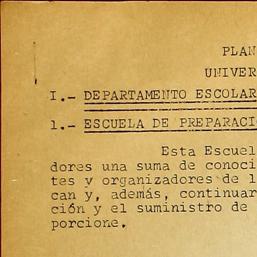 PLAN
UNIVER
I.- DEPARTAMENTO ESCOLAR
1.- ESCUELA DE PREPARACI
Esta Escuel
dores una suma de conoci
tes y organizadores de l
can y, además, continuar
ción y el suministro de
porcione.